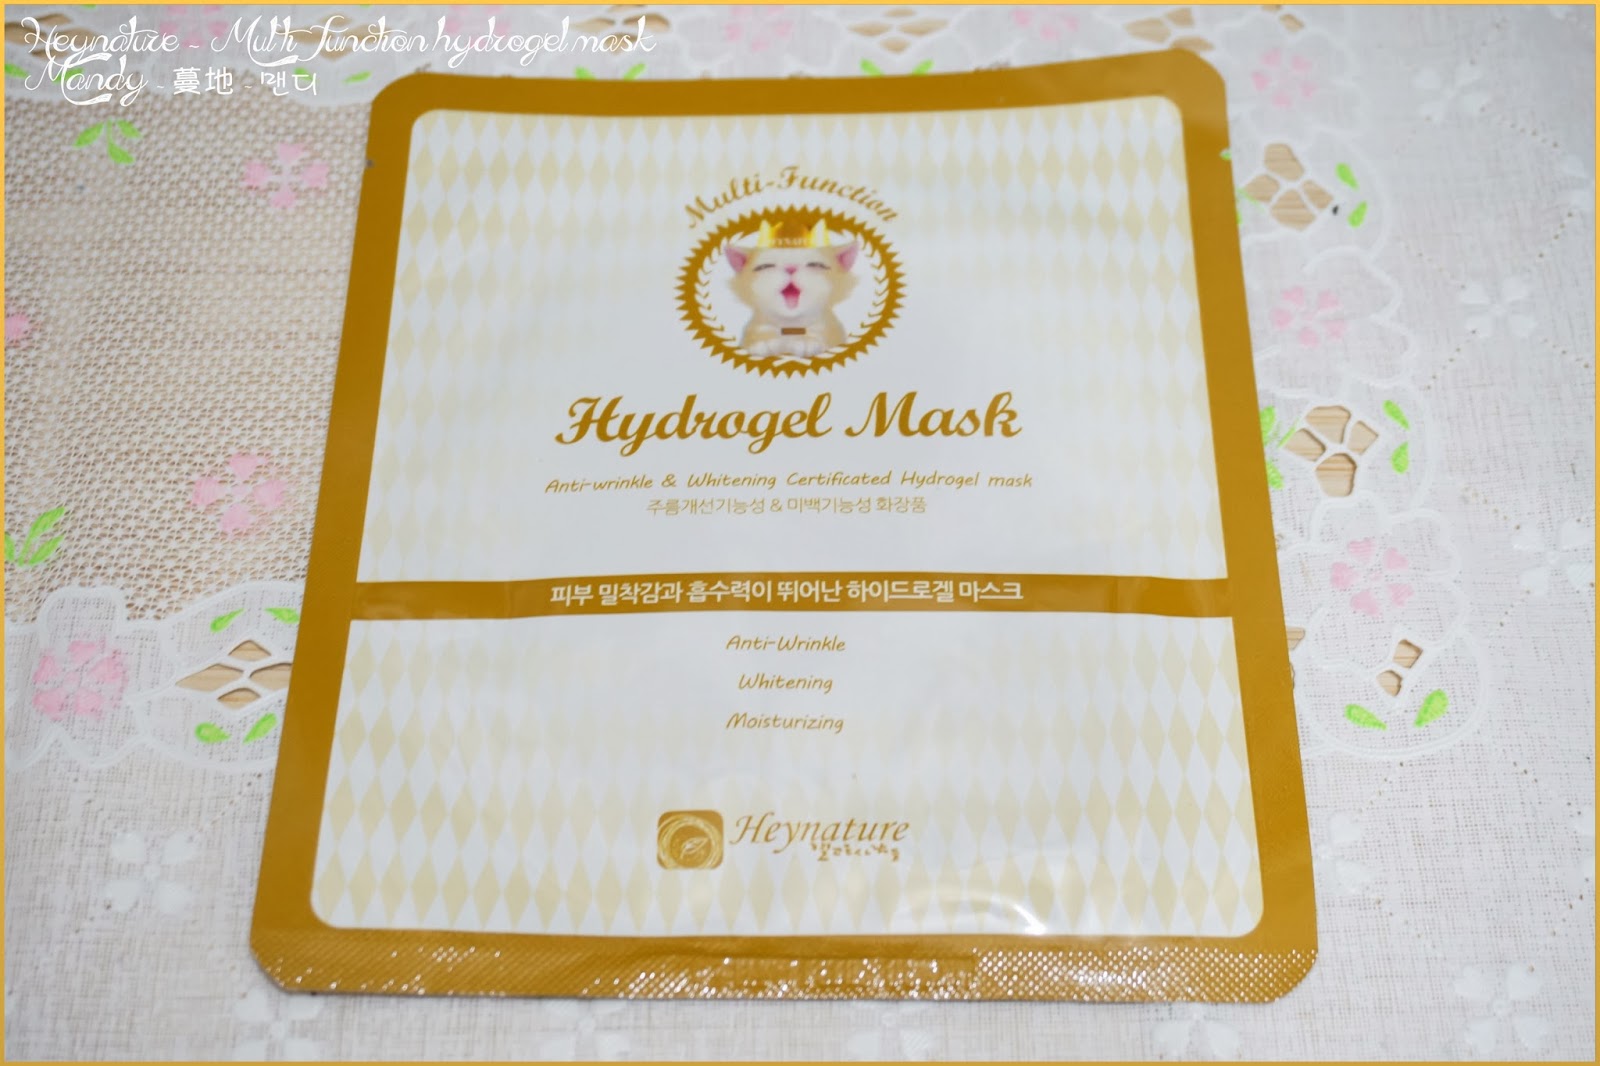 Heynature - Multi Function hydrogel mask
Mandy - 蔓地 - 맨디
Multi-Function
Hydrogel Mask
Anti-wrinkle & Whitening Certificated Hydrogel mask
주름개선기능성 & 미백기능성 화장품
피부 밀착감과 흡수력이 뛰어난 하이드로겔 마스크
Anti-Wrinkle
Whitening
Moisturizing
Heynature